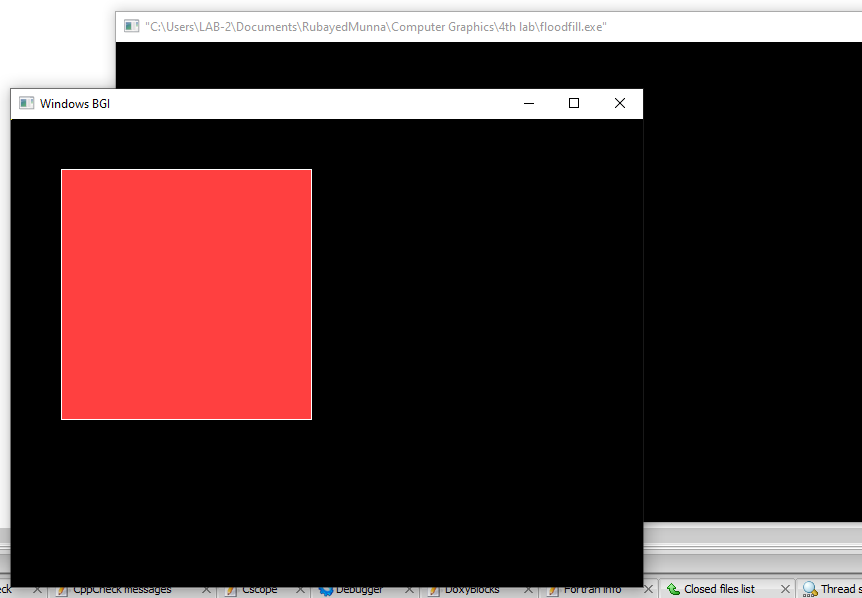 "C:\Users\LAB-2\Documents\RubayedMunna\Computer Graphics\4th lab\floodfill.exe"
Windows BGI
CppCheck messages Cscope Debugger DoxyBlocks Fortran info Closed files list Thread